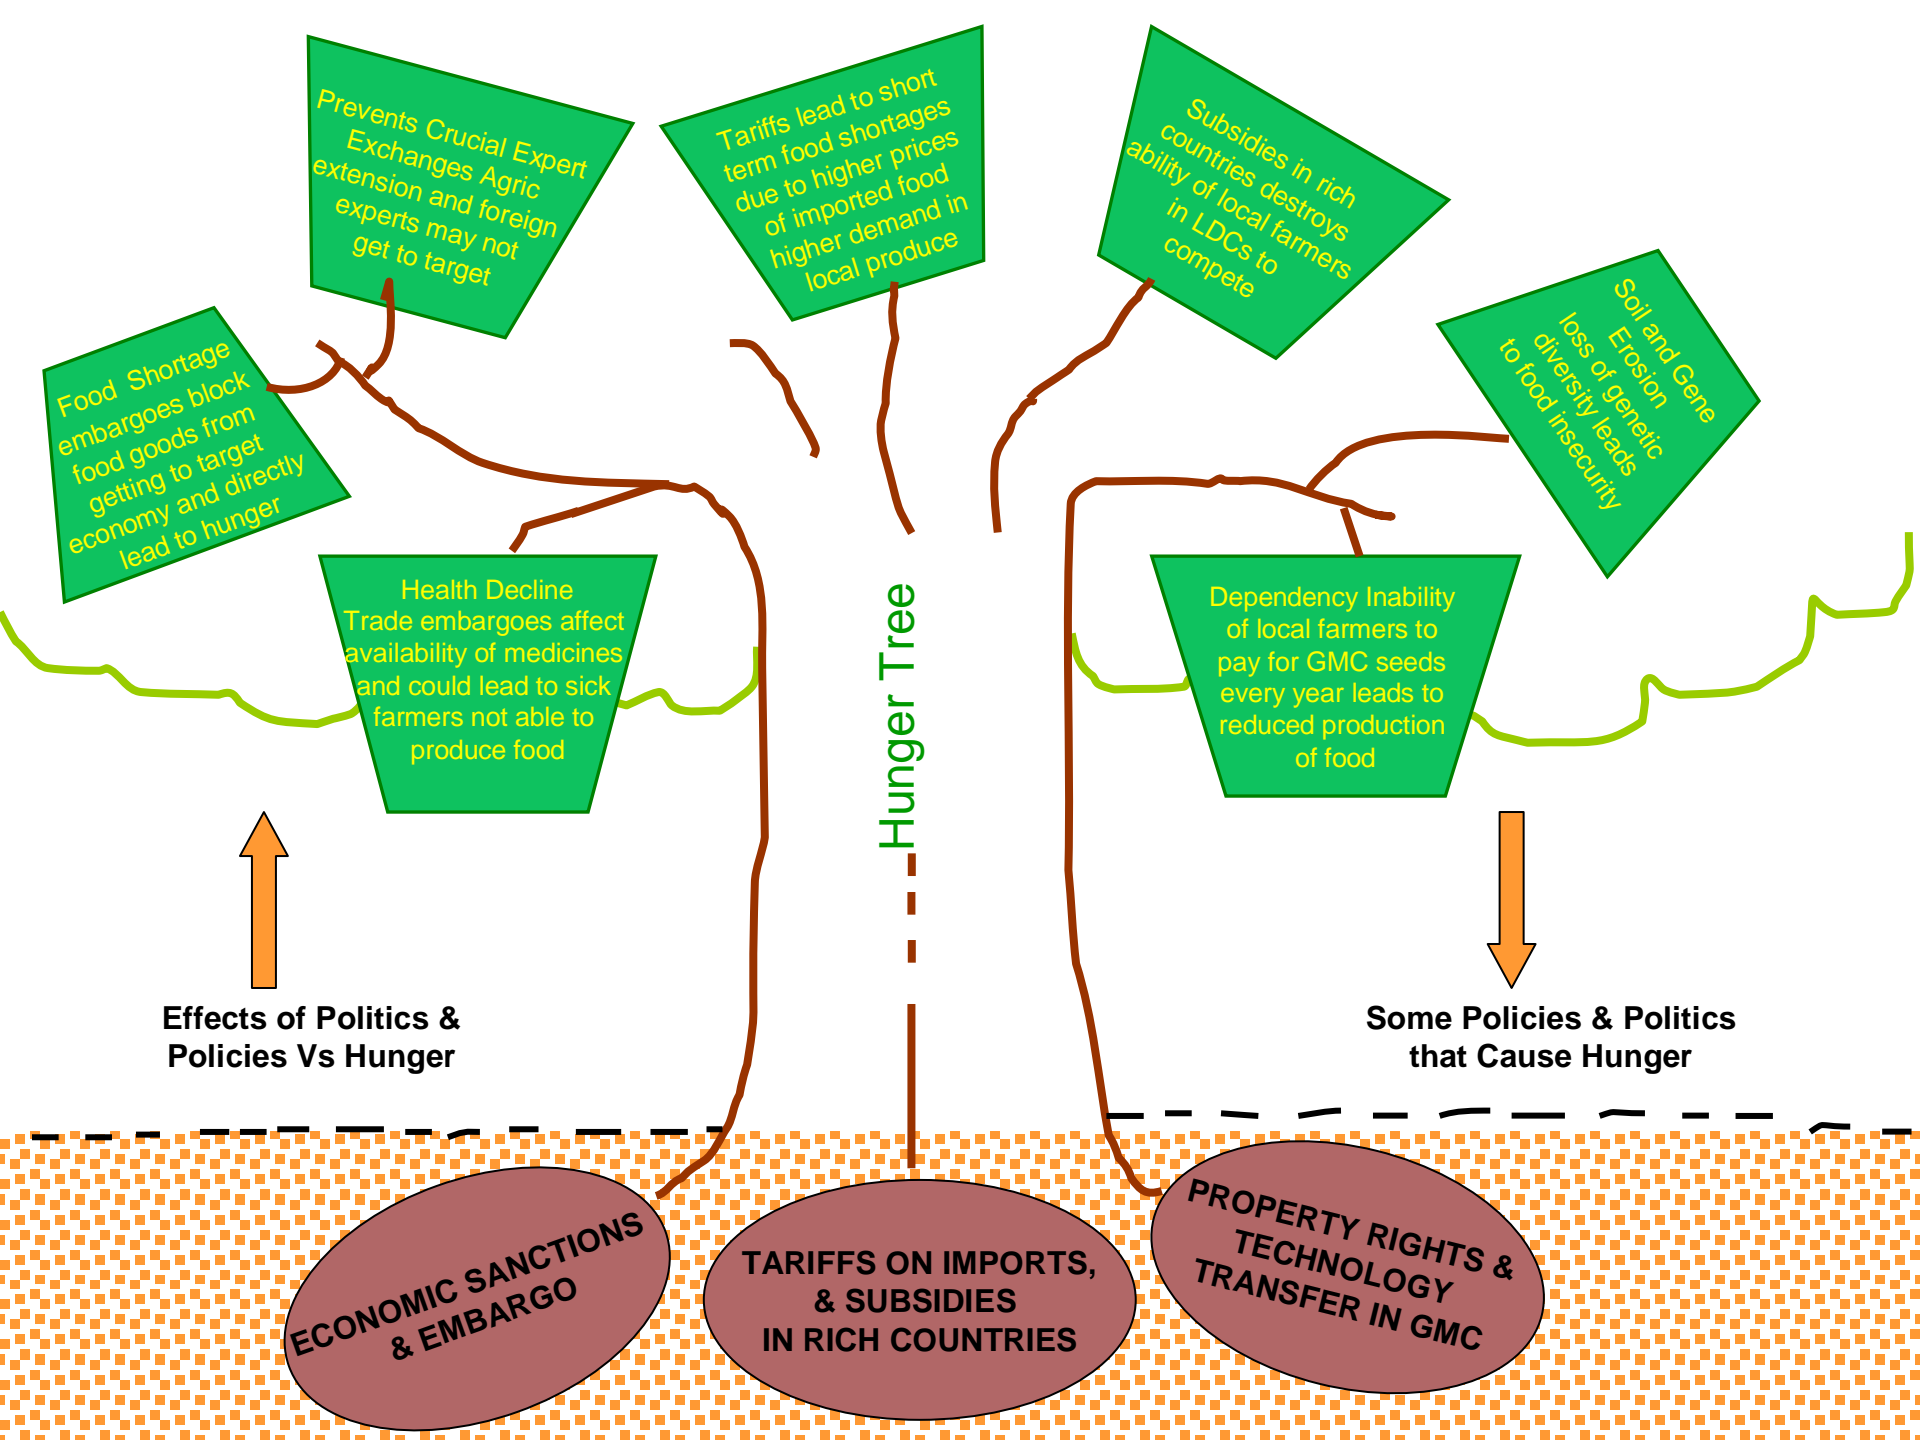 Prevents Crucial Expert
Exchanges Agric
extension and foreign
experts may not
get to target
Tariffs lead to short
term food shortages
due to higher prices
of imported food
higher demand in
local produce
Subsidies in rich
countries destroys
ability of local farmers
in LDCs to
compete
Soil and Gene
Erosion
loss of genetic
diversity leads
to food insecurity
Food Shortage
embargoes block
food goods from
getting to target
economy and directly
lead to hunger
Health Decline
Trade embargoes affect
availability of medicines
and could lead to sick
farmers not able to
produce food
Hunger Tree
Dependency Inability
of local farmers to
pay for GMC seeds
every year leads to
reduced production
of food
Effects of Politics &
Policies Vs Hunger
Some Policies & Politics
that Cause Hunger
ECONOMIC SANCTIONS
& EMBARGO
TARIFFS ON IMPORTS,
& SUBSIDIES
IN RICH COUNTRIES
PROPERTY RIGHTS &
TECHNOLOGY
TRANSFER IN GMC